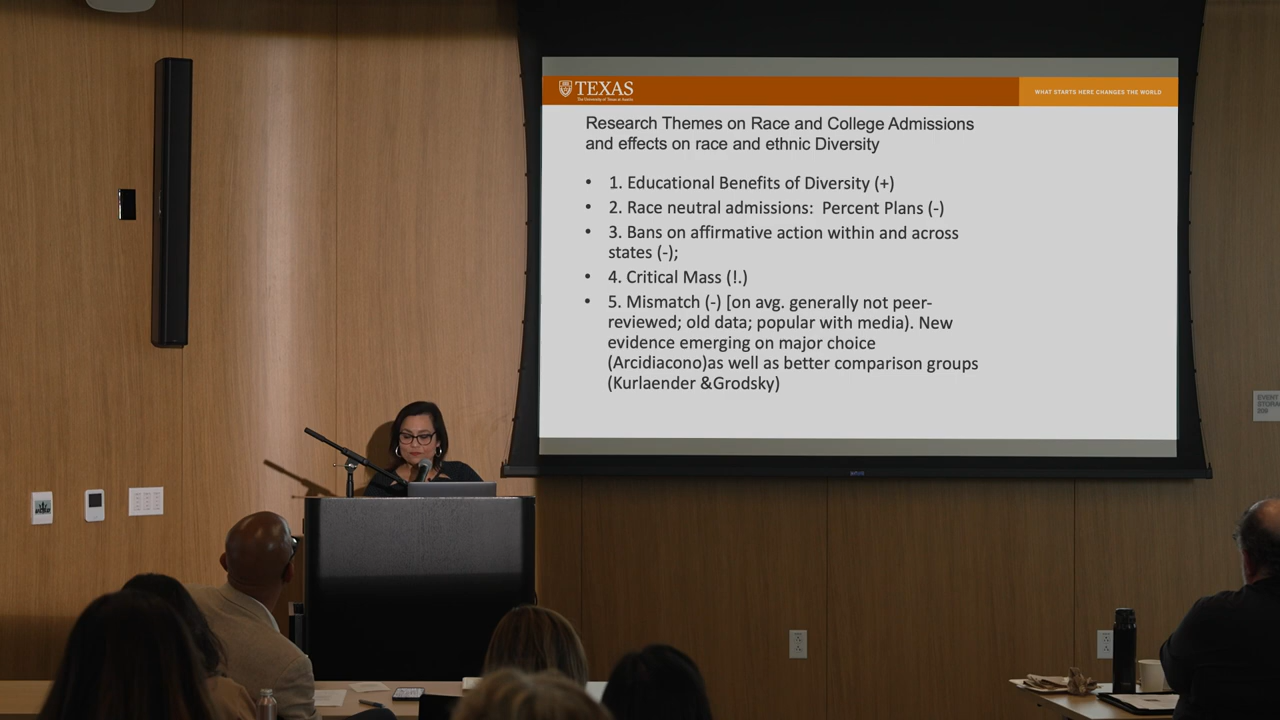 TEXAS
The University of Texas at Austin
WHAT STARTS HERE CHANGES THE WORLD
Research Themes on Race and College Admissions
and effects on race and ethnic Diversity
• 1. Educational Benefits of Diversity (+)
• 2. Race neutral admissions:  Percent Plans (-)
• 3. Bans on affirmative action within and across
states (-);
• 4. Critical Mass (!.)
• 5. Mismatch (-) [on avg. generally not peer-
reviewed; old data; popular with media). New
evidence emerging on major choice
(Arcidiacono)as well as better comparison groups
(Kurlaender &Grodsky)
EVENT